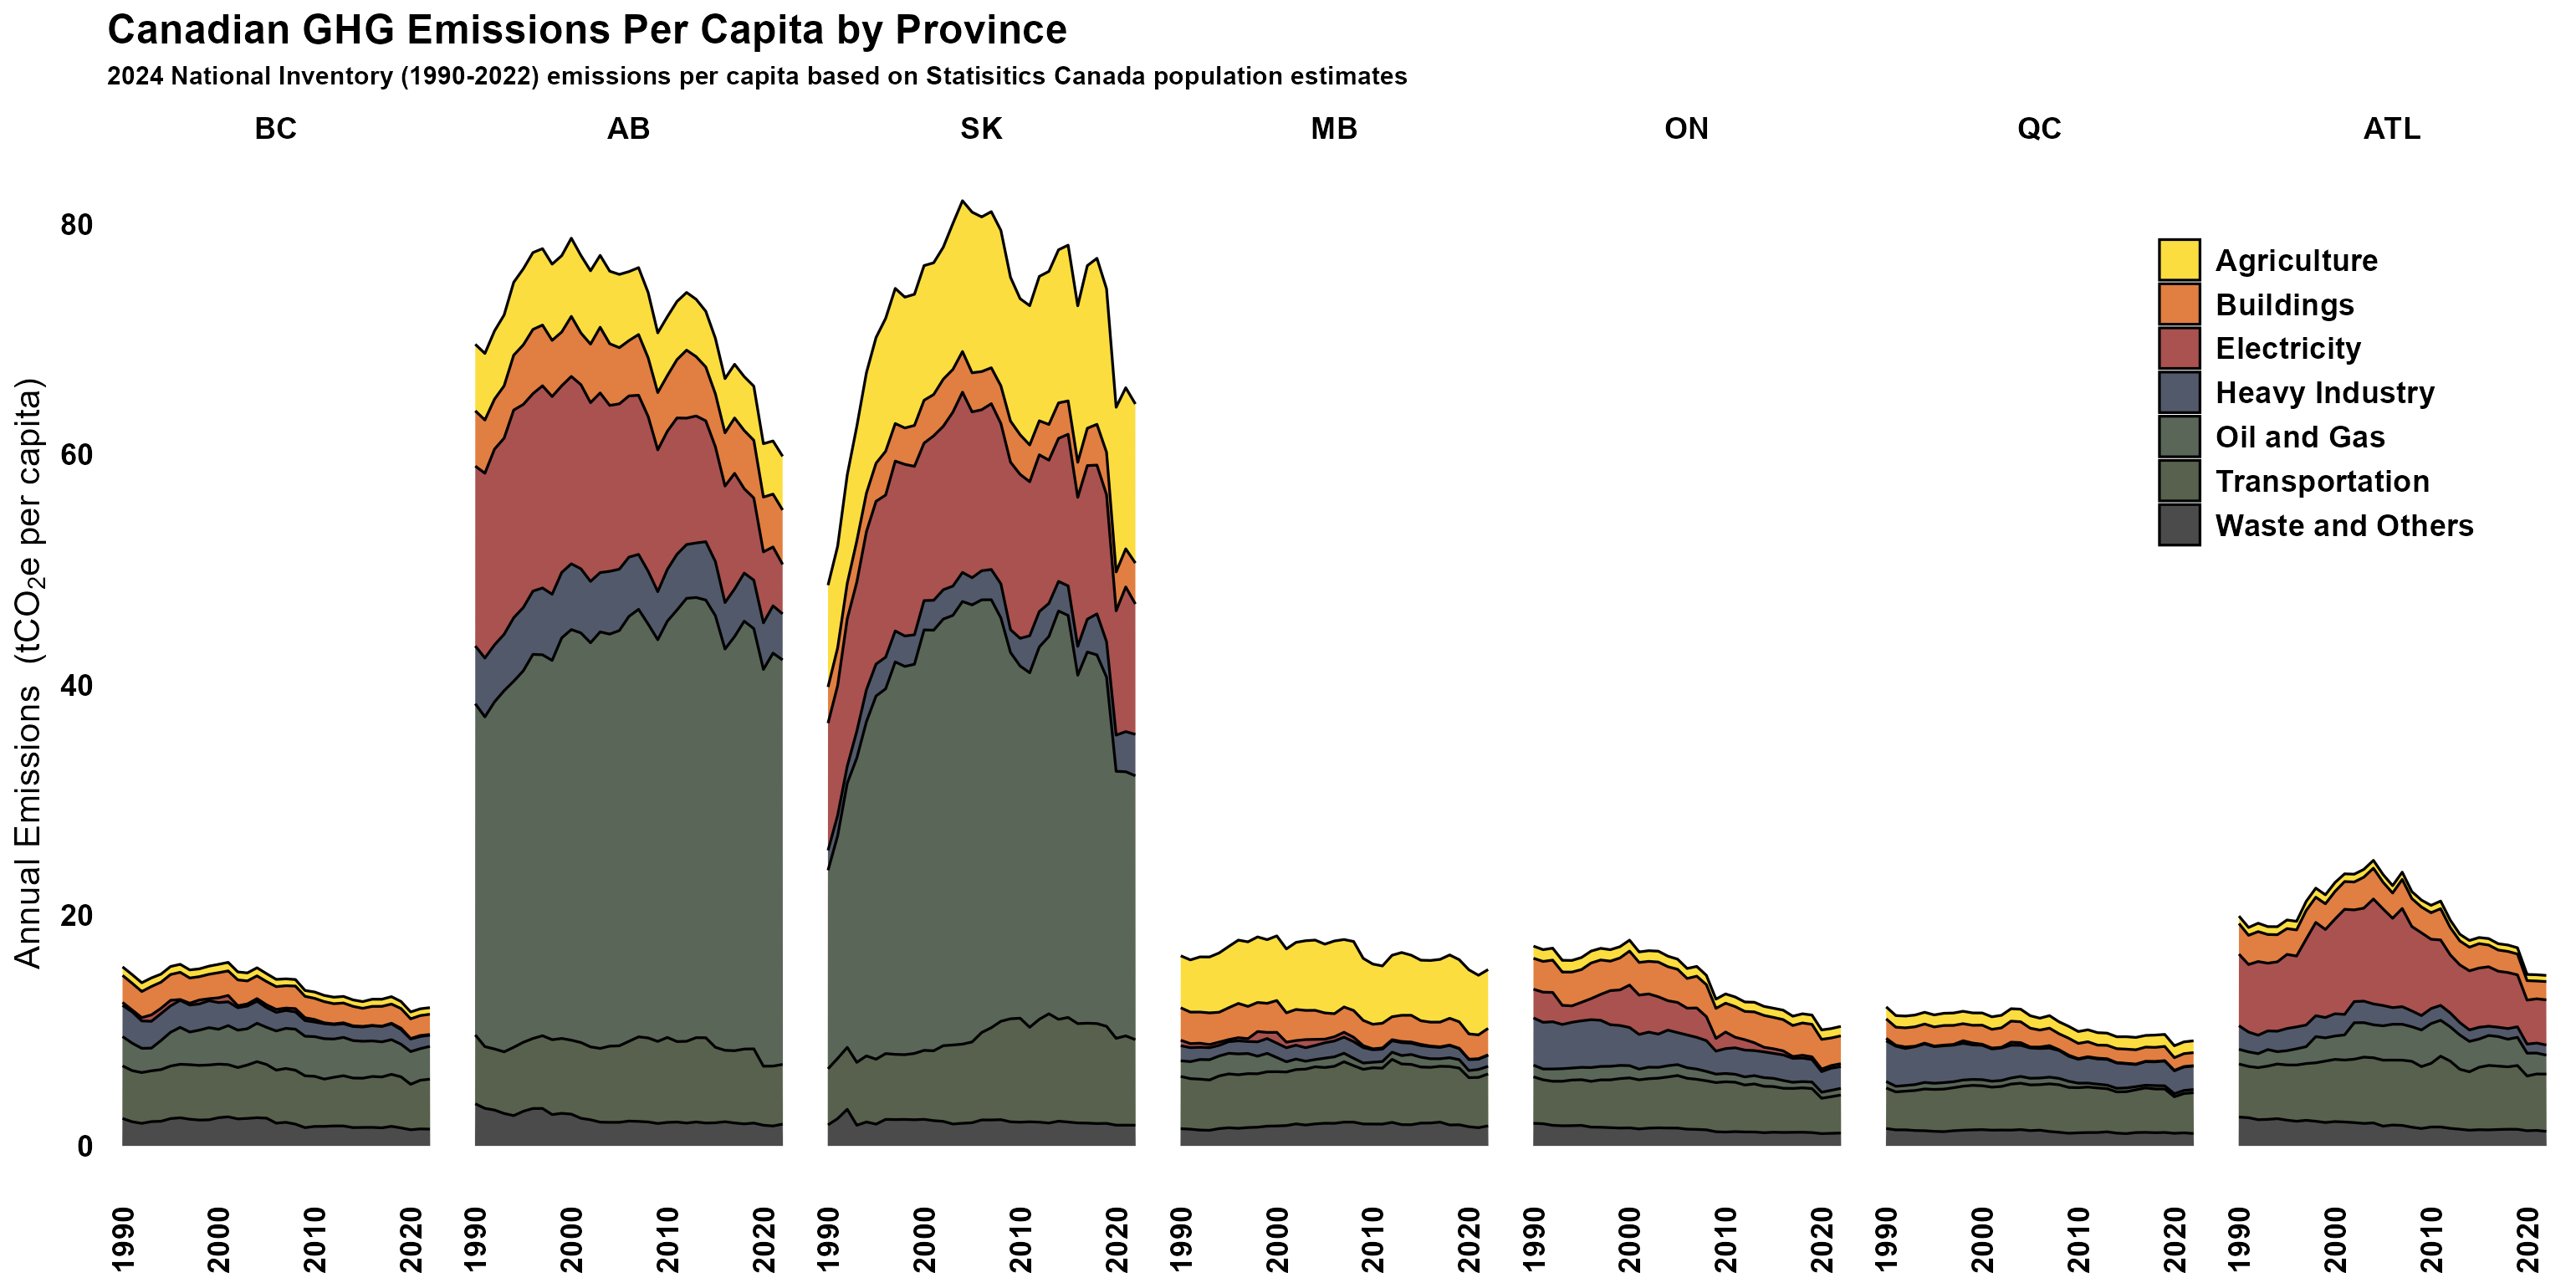 Canadian GHG Emissions Per Capita by Province
2024 National Inventory (1990-2022) emissions per capita based on Statisitics Canada population estimates
BC AB SK MB ON QC ATL
Annual Emissions (tCO₂e per capita)
80
60
40
20
0
Agriculture
Buildings
Electricity
Heavy Industry
Oil and Gas
Transportation
Waste and Others
1990 2000 2010 2020 1990 2000 2010 2020 1990 2000 2010 2020 1990 2000 2010 2020 1990 2000 2010 2020 1990 2000 2010 2020 1990 2000 2010 2020